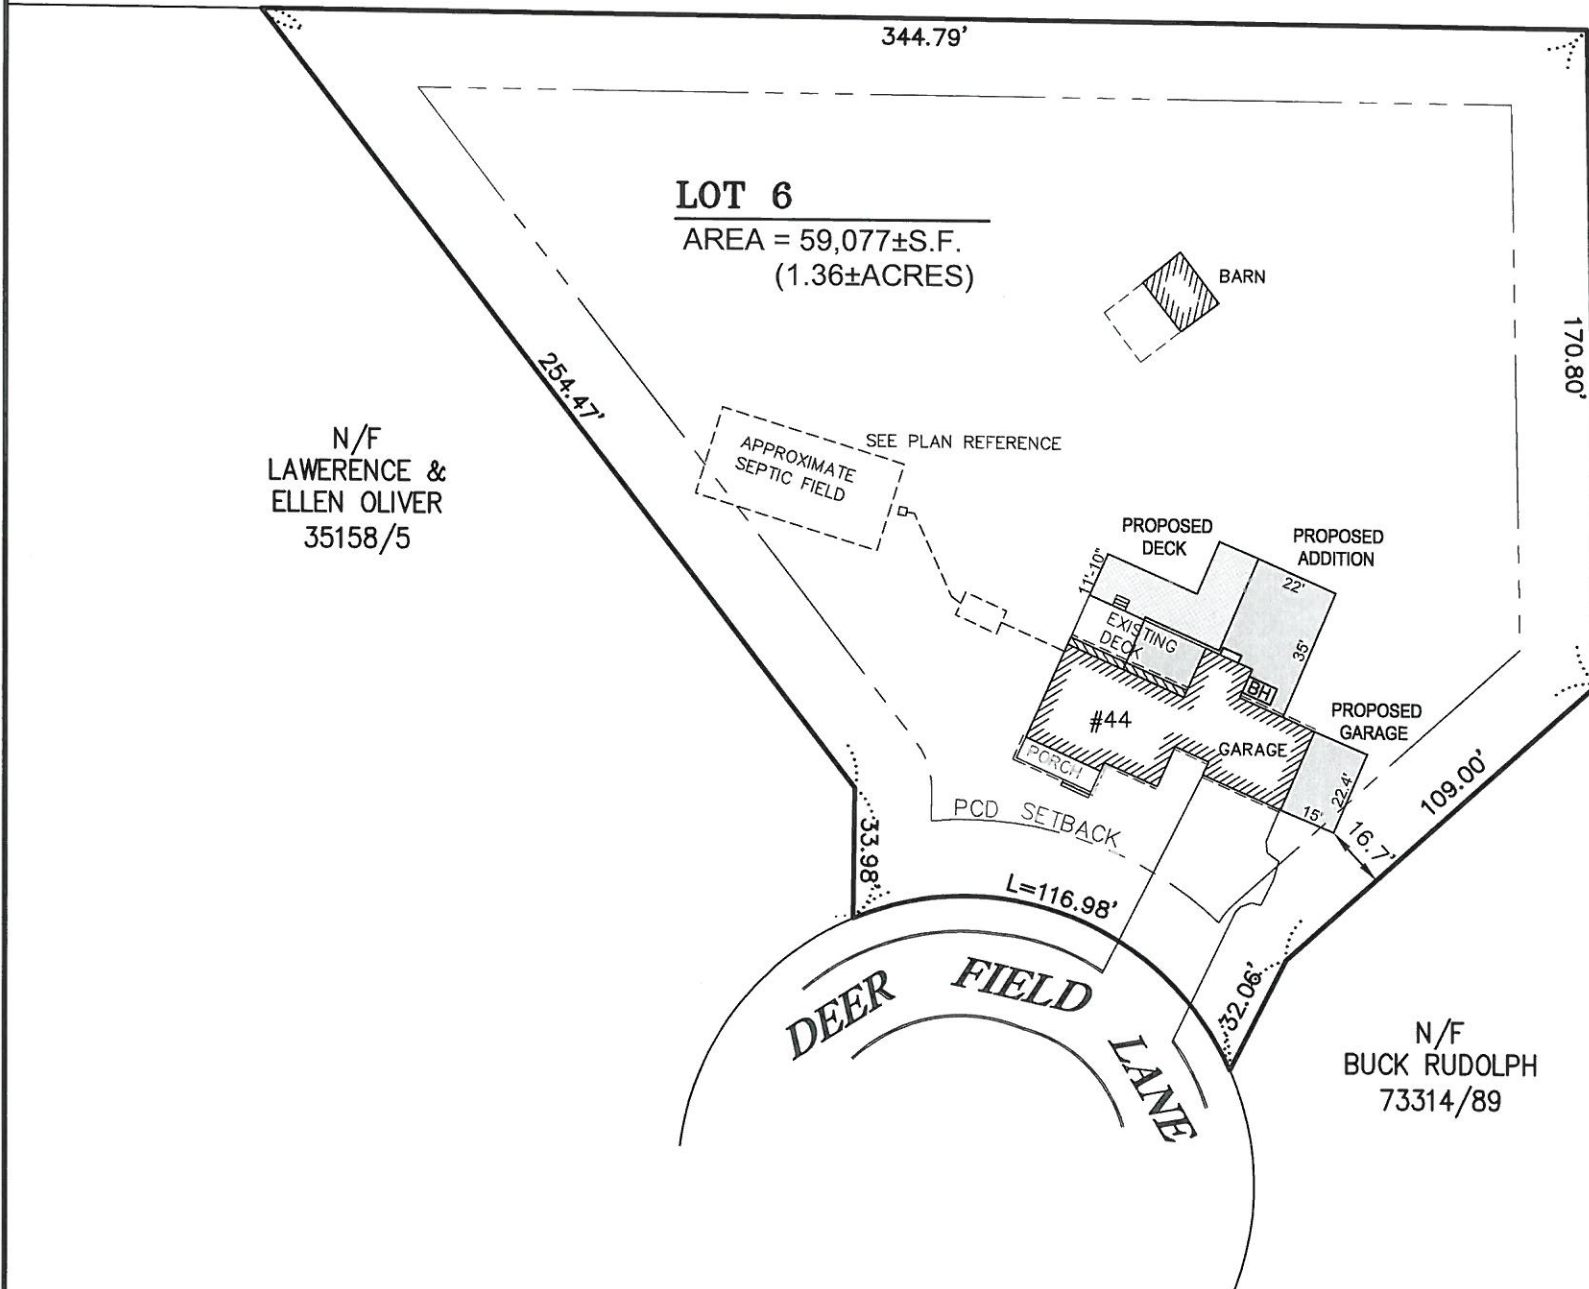 344.79'
LOT 6
AREA = 59,077±S.F.
(1.36±ACRES)
BARN
170.80'
254.47'
N/F
LAWERENCE &
ELLEN OLIVER
35158/5
SEE PLAN REFERENCE
APPROXIMATE
SEPTIC FIELD
PROPOSED
DECK
PROPOSED
ADDITION
11'-10"
22'
35'
EXISTING
DECK
BH
#44
GARAGE
PROPOSED
GARAGE
PORCH
15'
22.4'
16.7'
109.00'
PCD SETBACK
33.98'
L=116.98'
32.06'
DEER FIELD LANE
N/F
BUCK RUDOLPH
73314/89